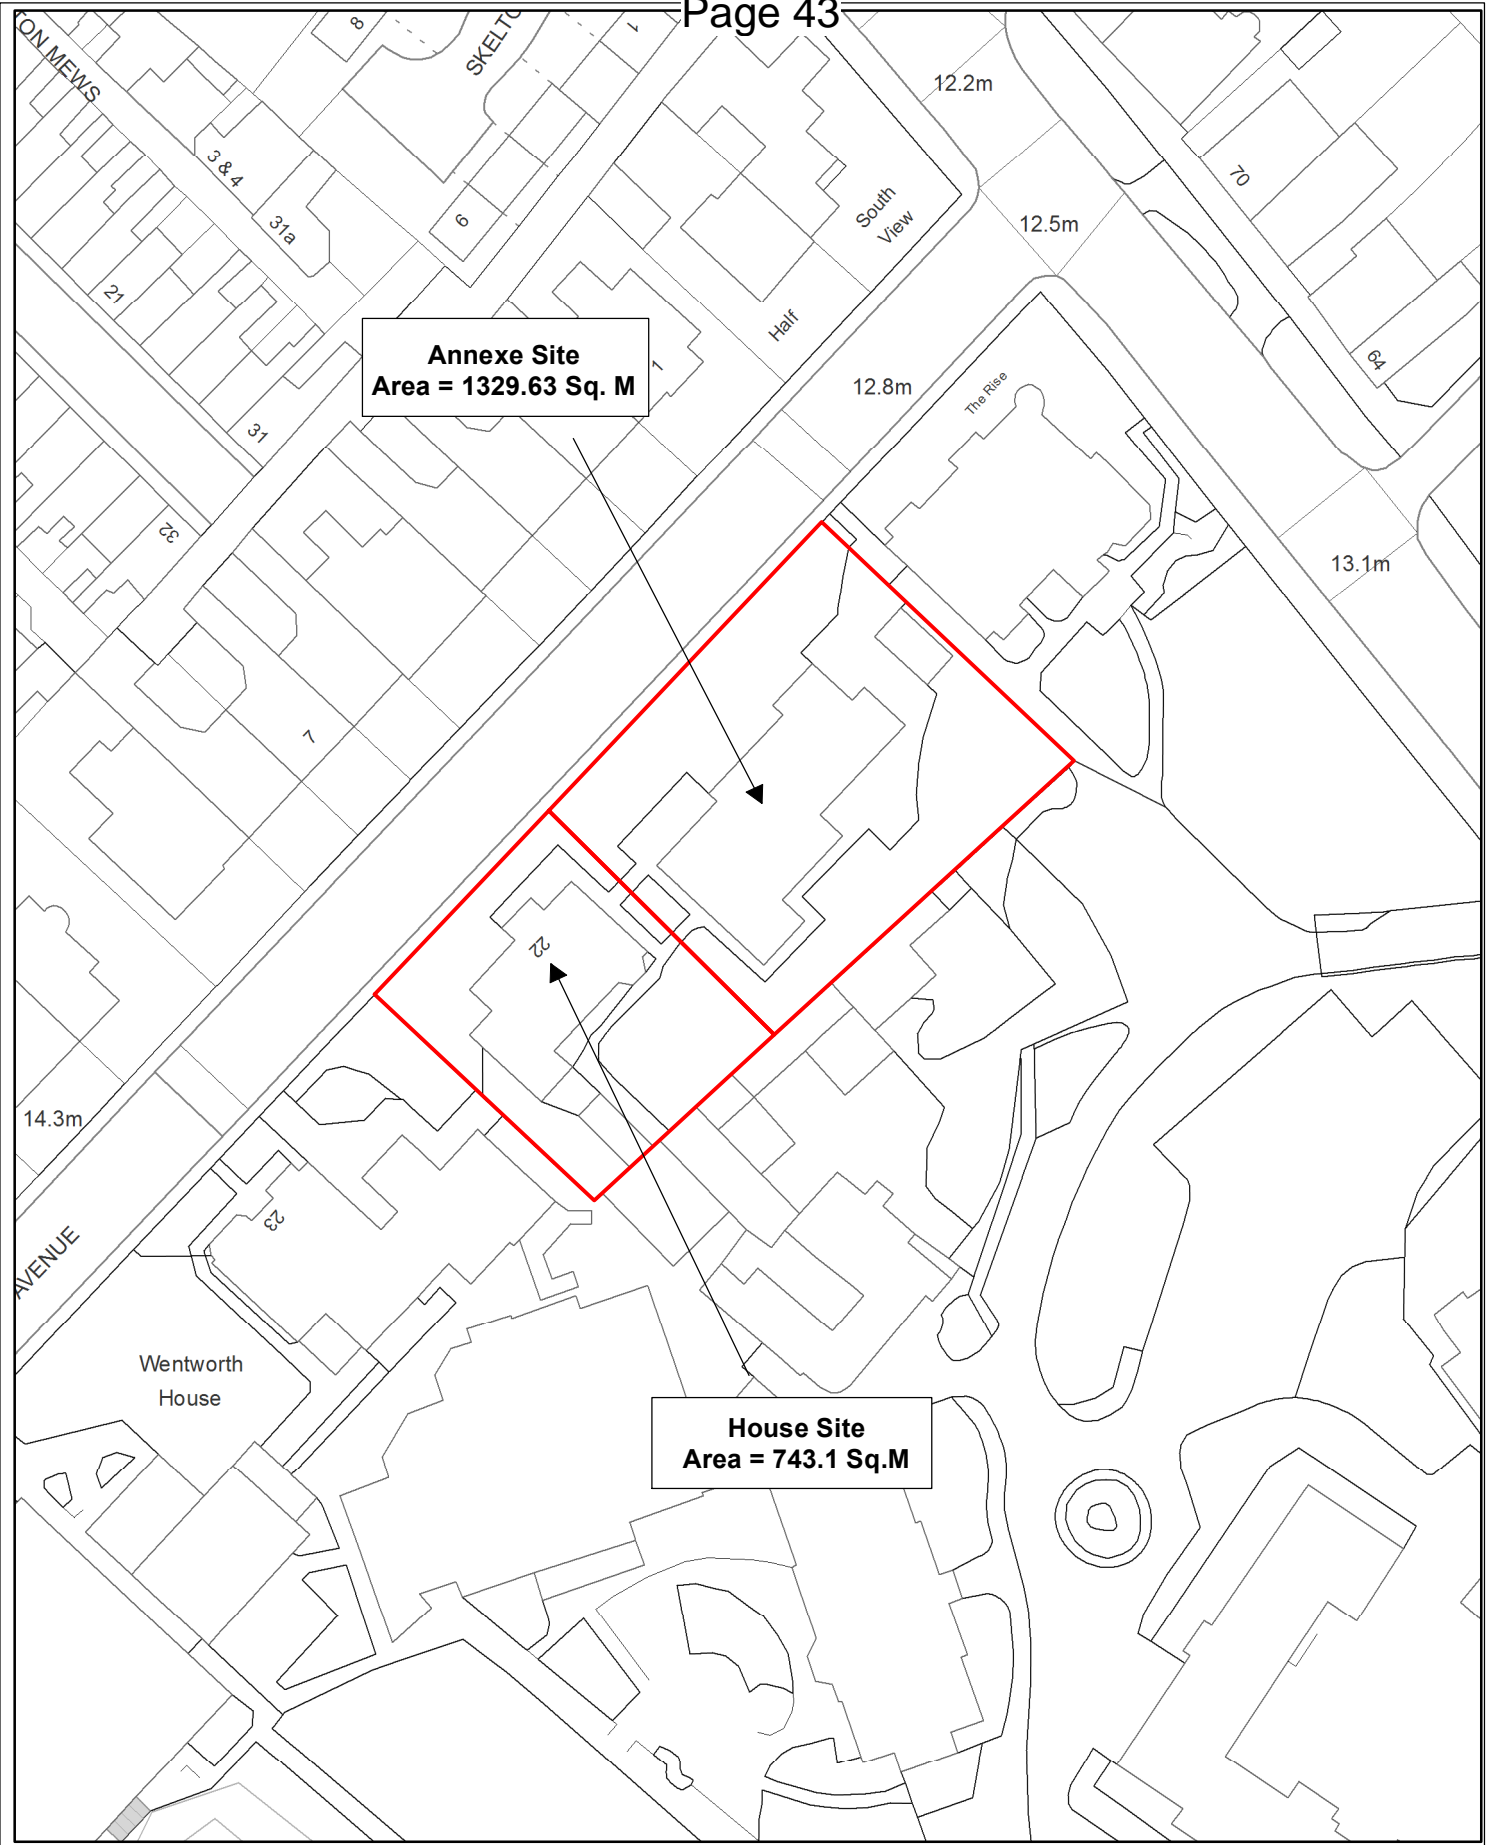 Page 43
TON MEWS
8
SKELTO
1
12.2m
3 & 4
31a
6
South
View
12.5m
70
21
Half
1
Annexe Site
Area = 1329.63 Sq. M
12.8m
The Rise
64
31
32
13.1m
7
22
14.3m
23
AVENUE
Wentworth
House
House Site
Area = 743.1 Sq.M